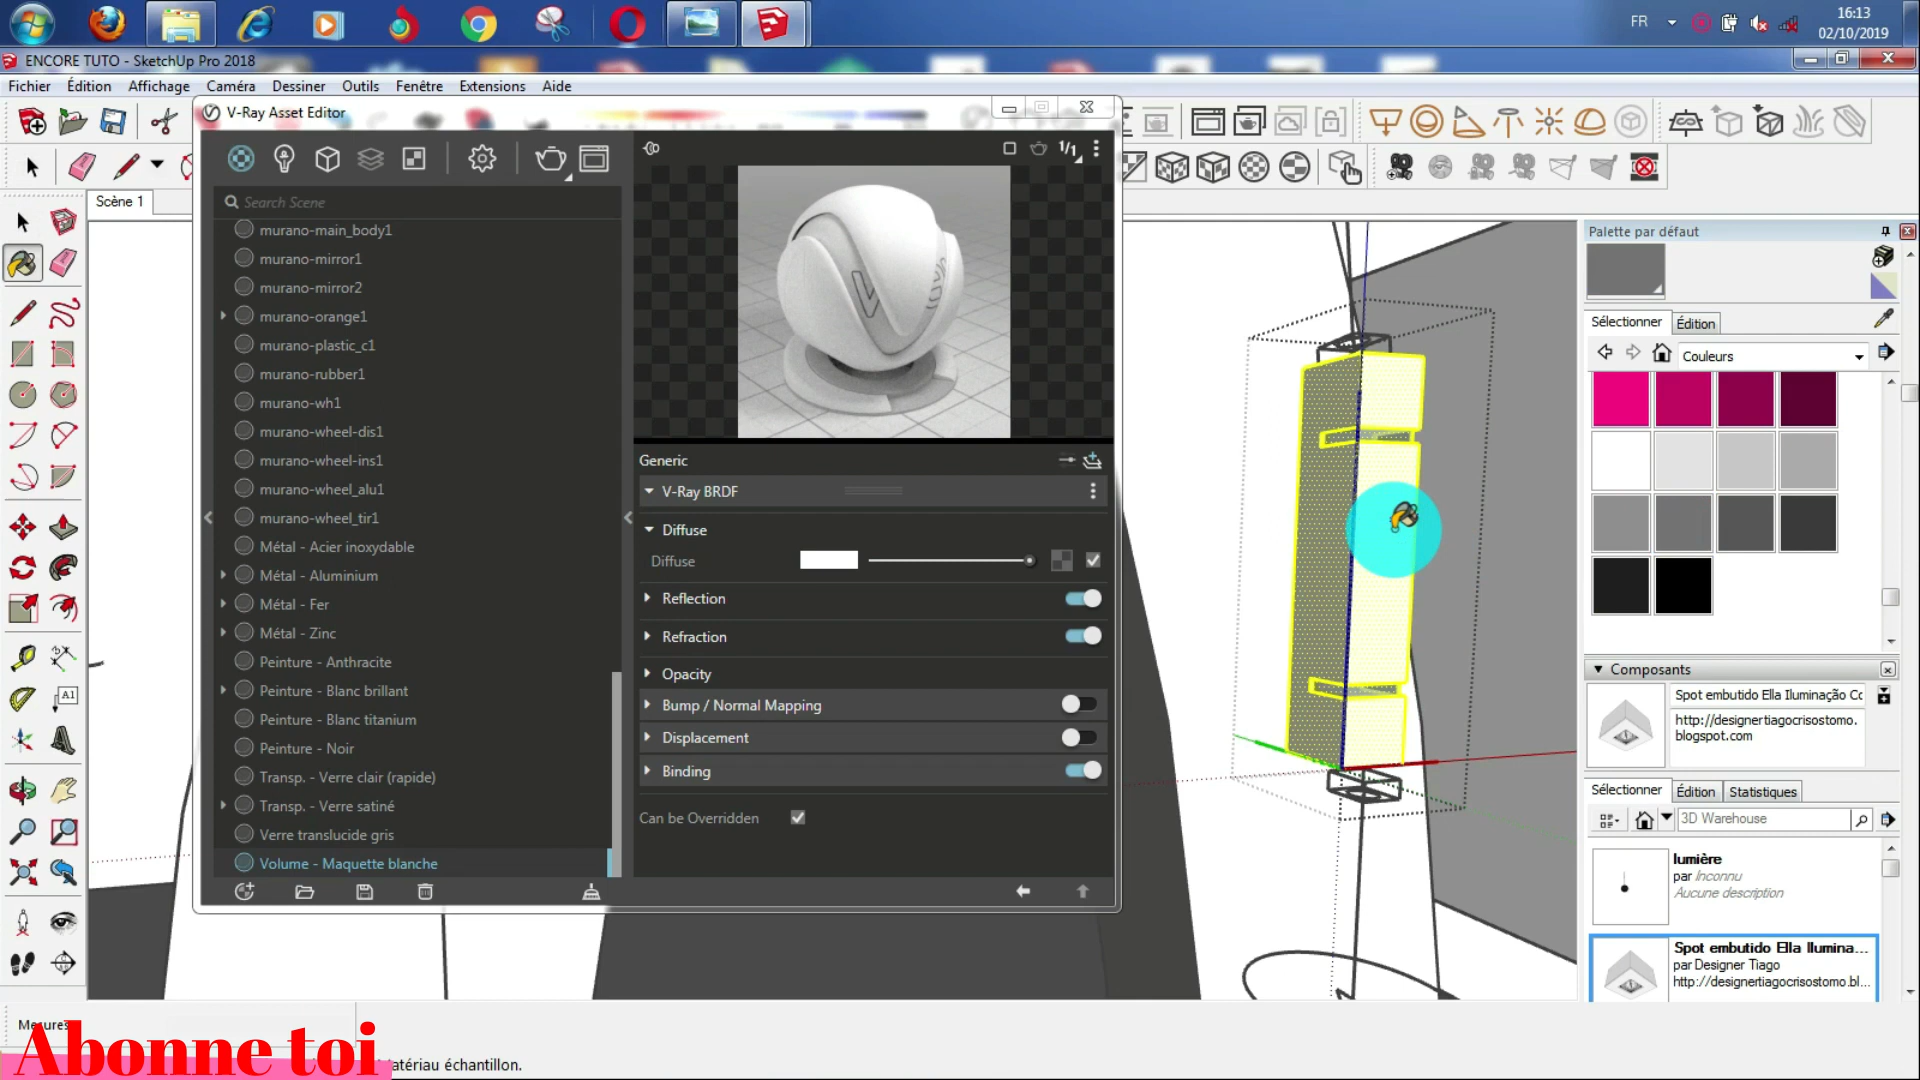 FR
16:13
02/10/2019
ENCORE TUTO - SketchUp Pro 2018
Fichier Édition Affichage Caméra Dessiner Outils Fenêtre Extensions Aide
V-Ray Asset Editor
Scène 1
Search Scene
murano-main_body1
murano-mirror1
murano-mirror2
murano-orange1
murano-plastic_c1
murano-rubber1
murano-wh1
murano-wheel-dis1
murano-wheel-ins1
murano-wheel_alu1
murano-wheel_tir1
Métal - Acier inoxydable
Métal - Aluminium
Métal - Fer
Métal - Zinc
Peinture - Anthracite
Peinture - Blanc brillant
Peinture - Blanc titanium
Peinture - Noir
Transp. - Verre clair (rapide)
Transp. - Verre satiné
Verre translucide gris
Volume - Maquette blanche
1/1
Generic
V-Ray BRDF
Diffuse
Diffuse
Reflection
Refraction
Opacity
Bump / Normal Mapping
Displacement
Binding
Can be Overridden
Palette par défaut
Sélectionner Édition
Couleurs
Composants
Spot embutido Ella Iluminação Cc
http://designertiagocrisostomo.
blogspot.com
Sélectionner Édition Statistiques
3D Warehouse
lumière
par Inconnu
Aucune description
Spot embutido Ella Ilumina...
par Designer Tiago
http://designertiagocrisostomo.bl...
A1
Mesures
Abonne toi
atériau échantillon.